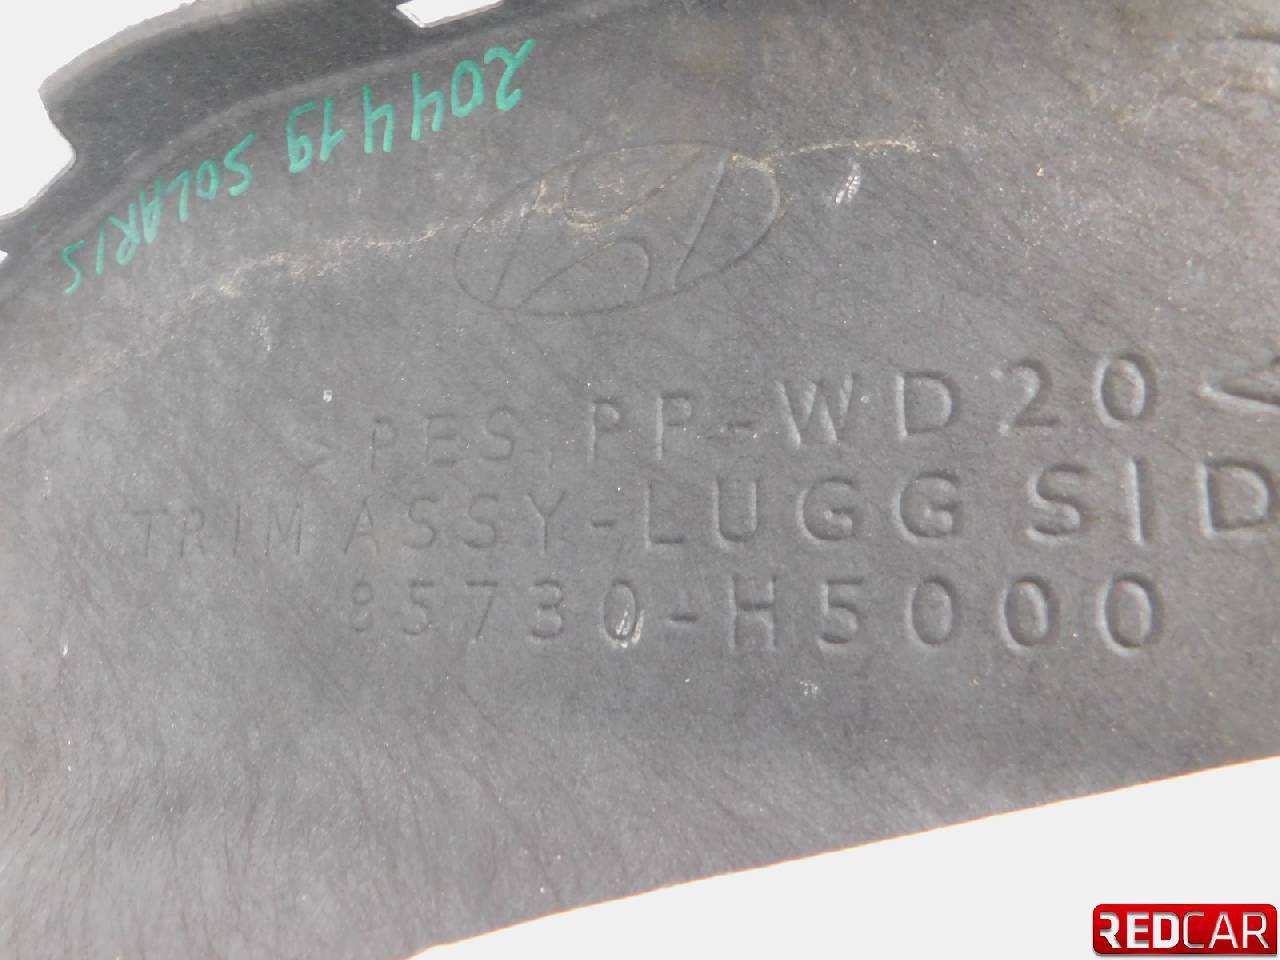 204419 SOLARIS
>PES, PP-WD20<
TRIM ASSY-LUGG SID
85730-H5000
REDCAR